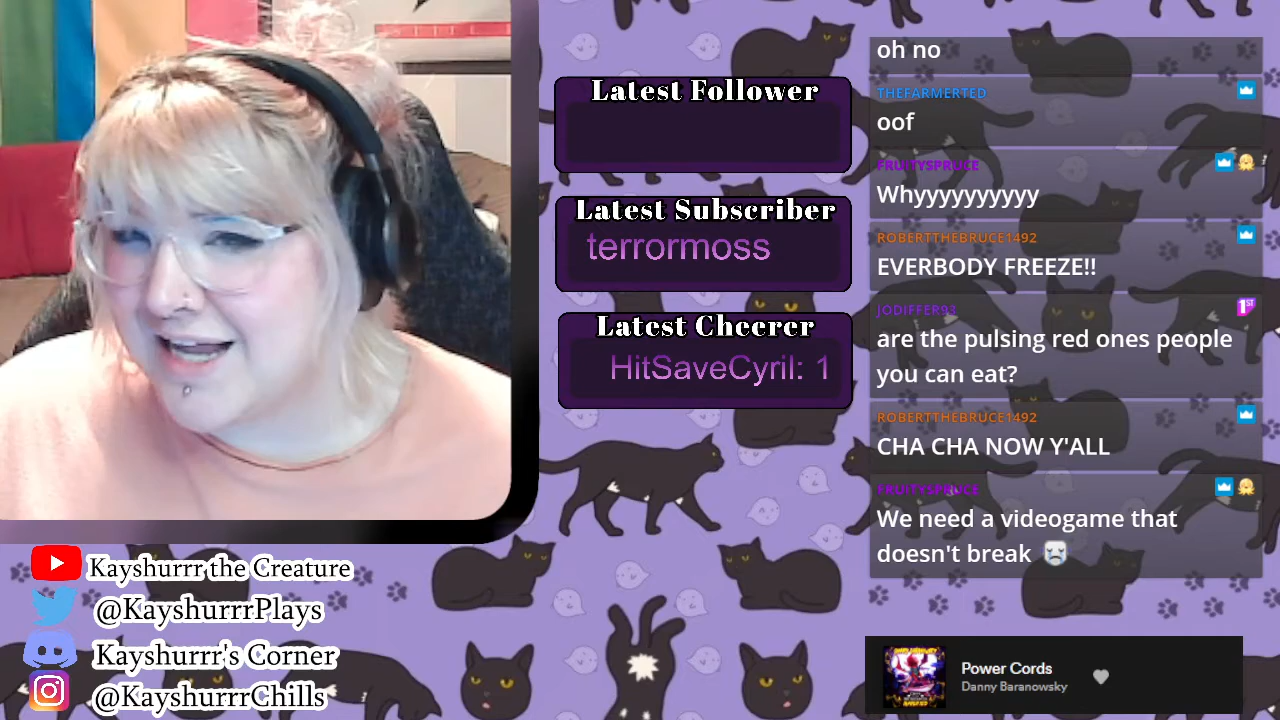 Latest Follower
Latest Subscriber
terrormoss
Latest Cheerer
HitSaveCyril: 1
oh no
THEFARMERTED
oof
FRUITYSPRUCE
Whyyyyyyyyyy
ROBERTTHEBRUCE1492
EVERBODY FREEZE!!
JODIFFER93
1ST
are the pulsing red ones people
you can eat?
ROBERTTHEBRUCE1492
CHA CHA NOW Y'ALL
FRUITYSPRUCE
We need a videogame that
doesn't break
Kayshurrr the Creature
@KayshurrrPlays
Kayshurrr's Corner
@KayshurrrChills
Power Cords
Danny Baranowsky